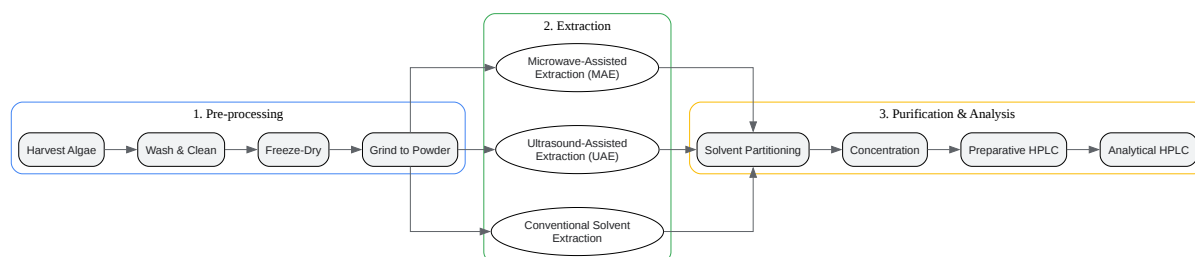 1. Pre-processing
Harvest Algae
Wash & Clean
Freeze-Dry
Grind to Powder
2. Extraction
Microwave-Assisted
Extraction (MAE)
Ultrasound-Assisted
Extraction (UAE)
Conventional Solvent
Extraction
3. Purification & Analysis
Solvent Partitioning
Concentration
Preparative HPLC
Analytical HPLC